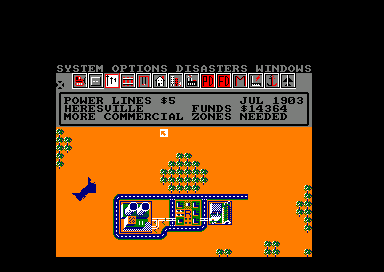 SYSTEM OPTIONS DISASTERS WINDOWS
POWER LINES $5 JUL 1903
HERESVILLE FUNDS $14364
MORE COMMERCIAL ZONES NEEDED